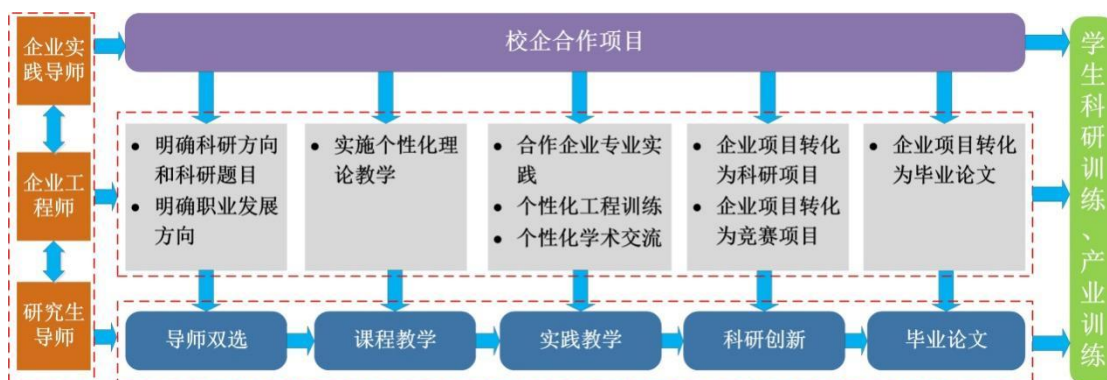 企业实
践导师
校企合作项目
企业工
程师
• 明确科研方向
和科研题目
• 明确职业发展
方向
• 实施个性化理
论教学
• 合作企业专业实
践
• 个性化工程训练
• 个性化学术交流
• 企业项目转化
为科研项目
• 企业项目转化
为竞赛项目
• 企业项目转化
为毕业论文
研究生
导师
导师双选
课程教学
实践教学
科研创新
毕业论文
学生科研训练、产业训练